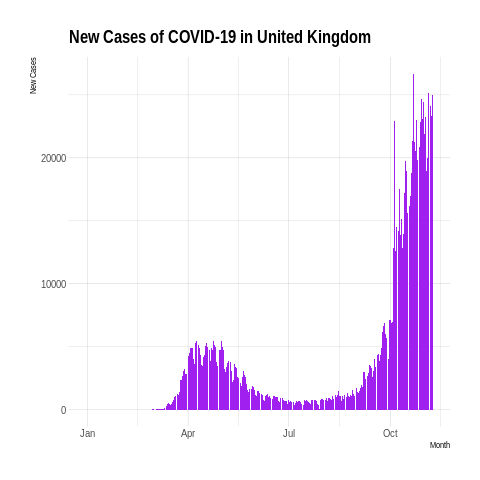 New Cases of COVID-19 in United Kingdom
New Cases
20000
10000
0
Jan Apr Jul Oct
Month